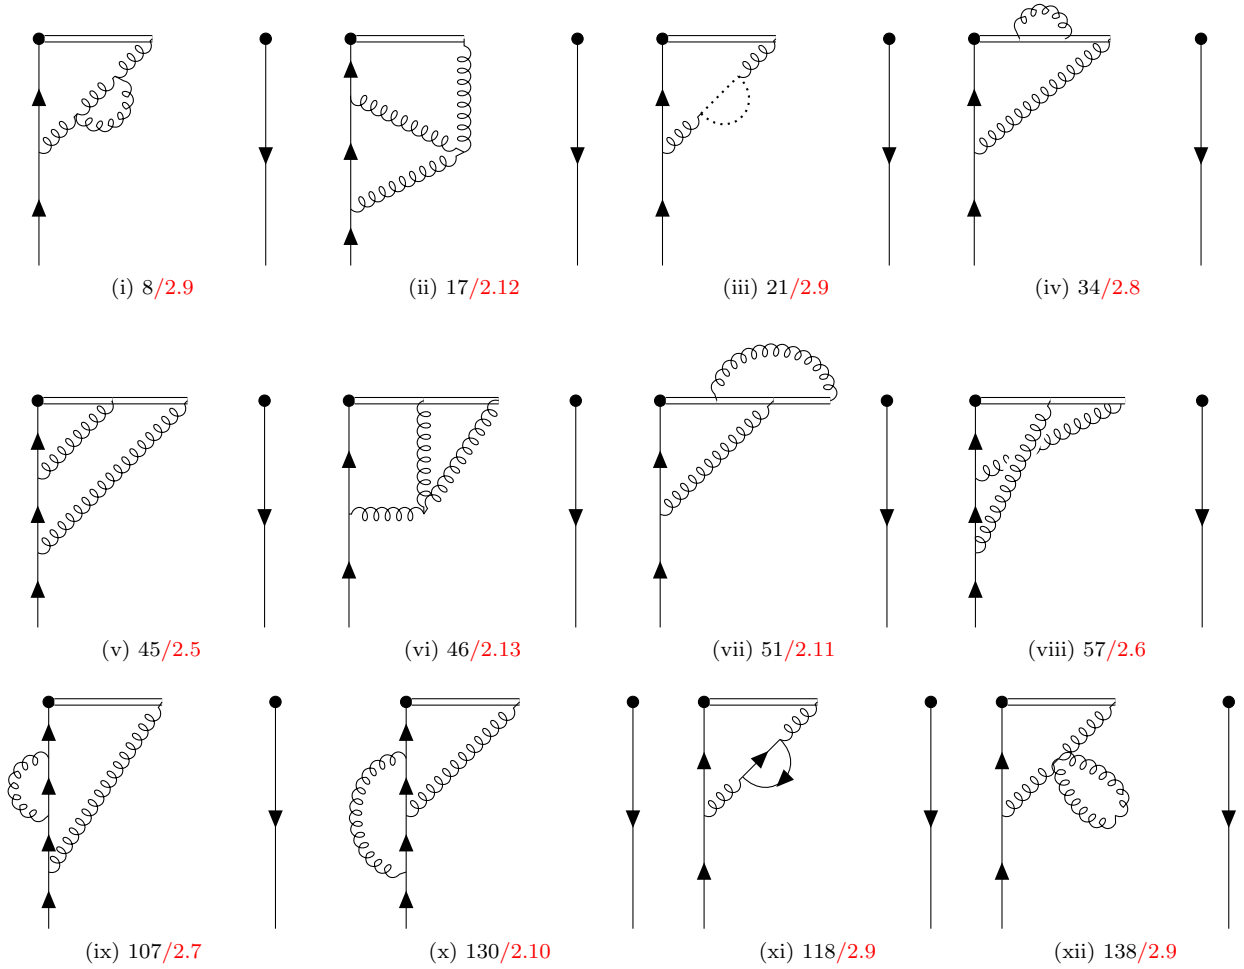 (i) 8/2.9 (ii) 17/2.12 (iii) 21/2.9 (iv) 34/2.8
(v) 45/2.5 (vi) 46/2.13 (vii) 51/2.11 (viii) 57/2.6
(ix) 107/2.7 (x) 130/2.10 (xi) 118/2.9 (xii) 138/2.9